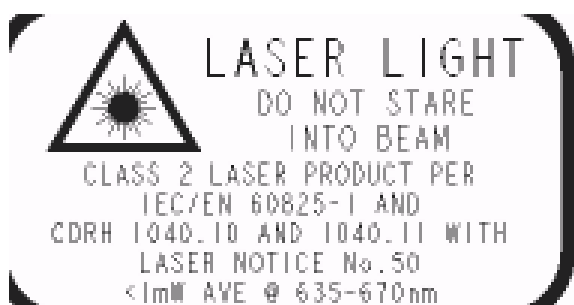 LASER LIGHT
DO NOT STARE
INTO BEAM
CLASS 2 LASER PRODUCT PER
IEC/EN 60825-1 AND
CDRH 1040.10 AND 1040.11 WITH
LASER NOTICE No.50
<1mW AVE @ 635-670nm